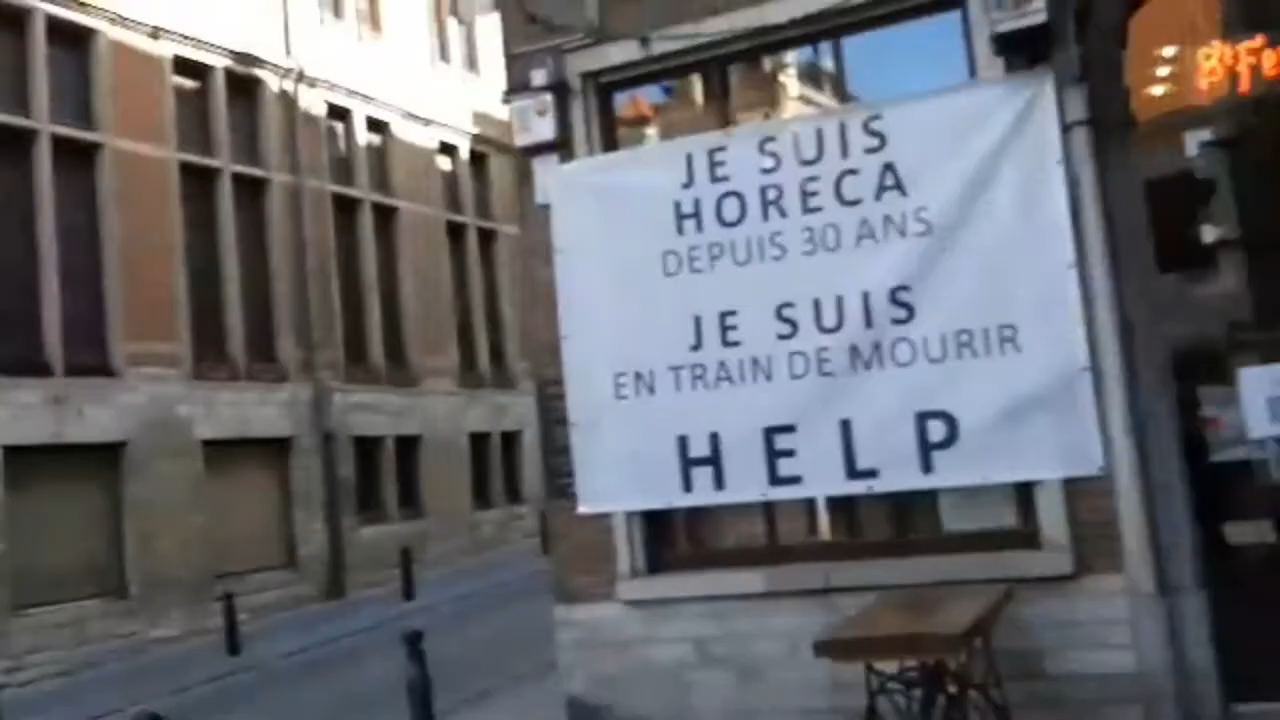 JE SUIS
HORECA
DEPUIS 30 ANS
JE SUIS
EN TRAIN DE MOURIR
HELP